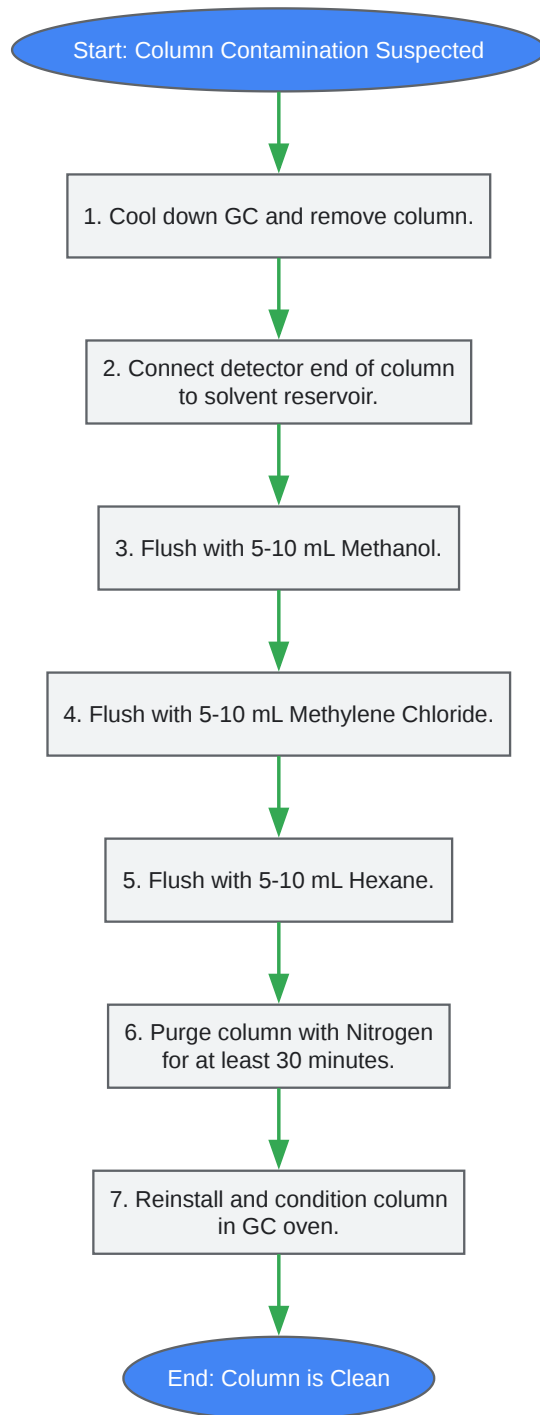 Start: Column Contamination Suspected
1. Cool down GC and remove column.
2. Connect detector end of column
to solvent reservoir.
3. Flush with 5-10 mL Methanol.
4. Flush with 5-10 mL Methylene Chloride.
5. Flush with 5-10 mL Hexane.
6. Purge column with Nitrogen
for at least 30 minutes.
7. Reinstall and condition column
in GC oven.
End: Column is Clean